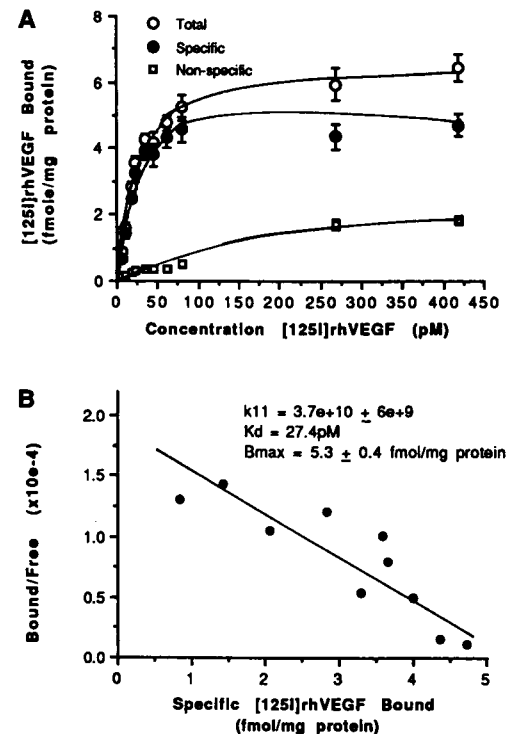 A
Total
Specific
Non-specific
[125I]rhVEGF Bound
(fmole/mg protein)
8
6
4
2
0
0 50 100 150 200 250 300 350 400 450
Concentration [125I]rhVEGF (pM)
B
k11 = 3.7e+10 ± 6e+9
Kd = 27.4pM
Bmax = 5.3 ± 0.4 fmol/mg protein
Bound/Free (x10e-4)
2.0
1.5
1.0
0.5
0.0
0 1 2 3 4 5
Specific [125I]rhVEGF Bound
(fmol/mg protein)